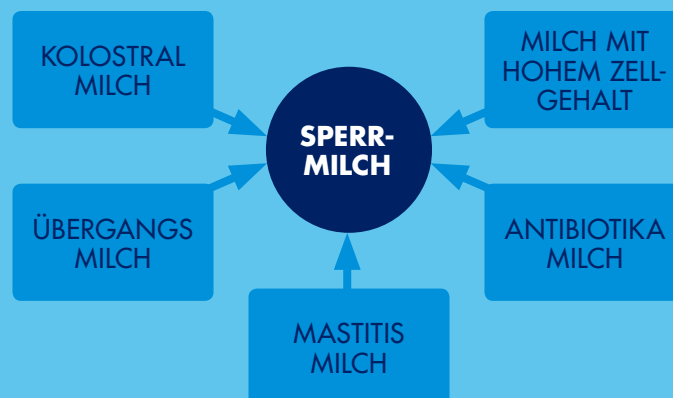 KOLOSTRAL
MILCH
MILCH MIT
HOHEM ZELL-
GEHALT
SPERR-
MILCH
ÜBERGANGS
MILCH
ANTIBIOTIKA
MILCH
MASTITIS
MILCH